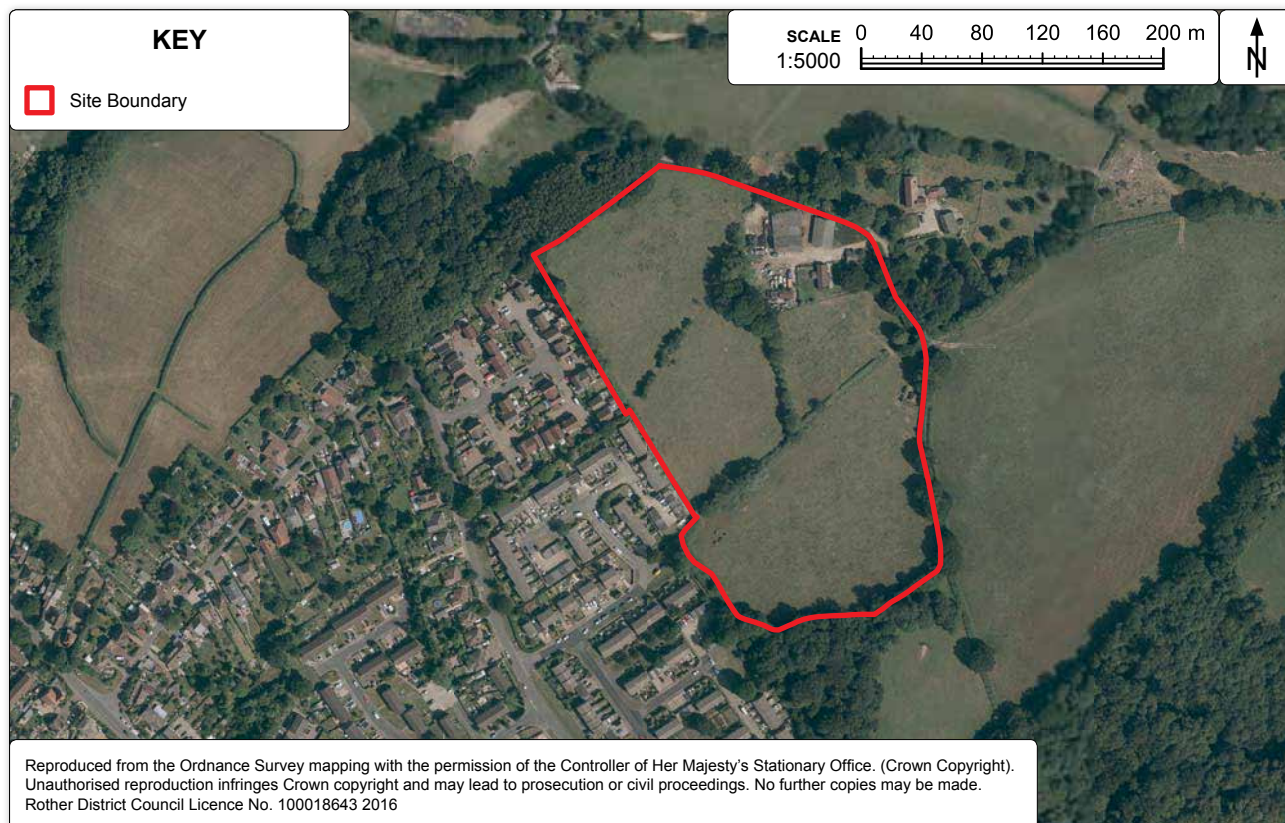 KEY
Site Boundary
SCALE 0 40 80 120 160 200 m
1:5000
N
Reproduced from the Ordnance Survey mapping with the permission of the Controller of Her Majesty's Stationary Office. (Crown Copyright).
Unauthorised reproduction infringes Crown copyright and may lead to prosecution or civil proceedings. No further copies may be made.
Rother District Council Licence No. 100018643 2016